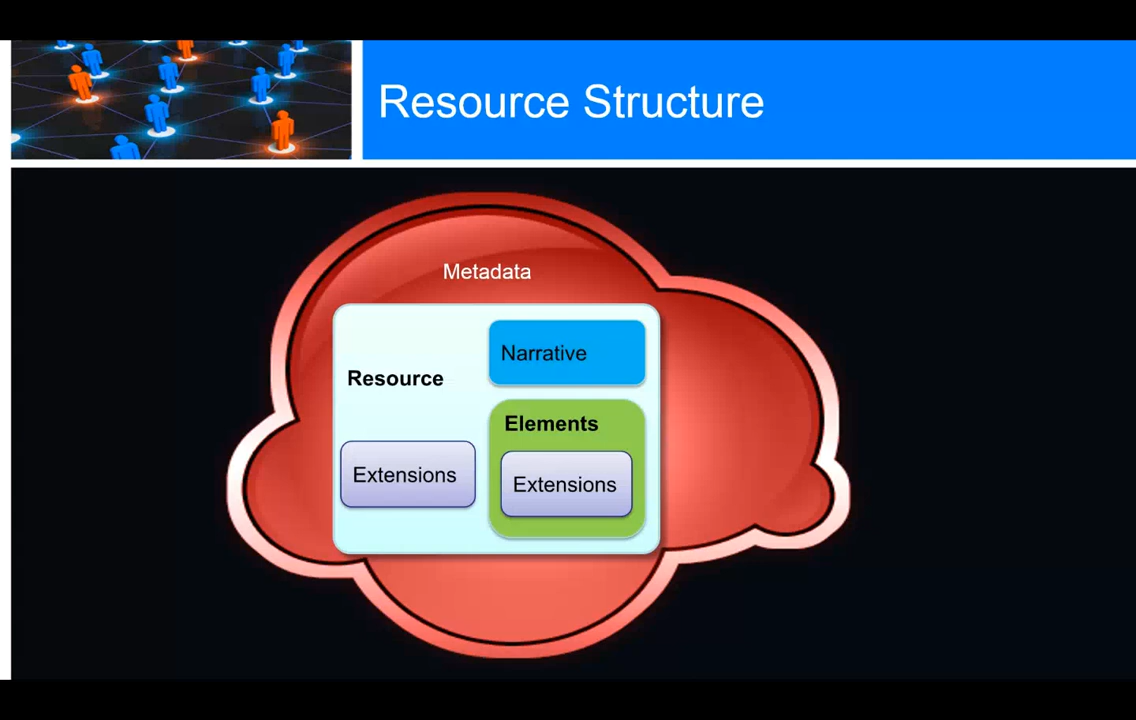 Resource Structure
Metadata
Narrative
Resource
Elements
Extensions
Extensions